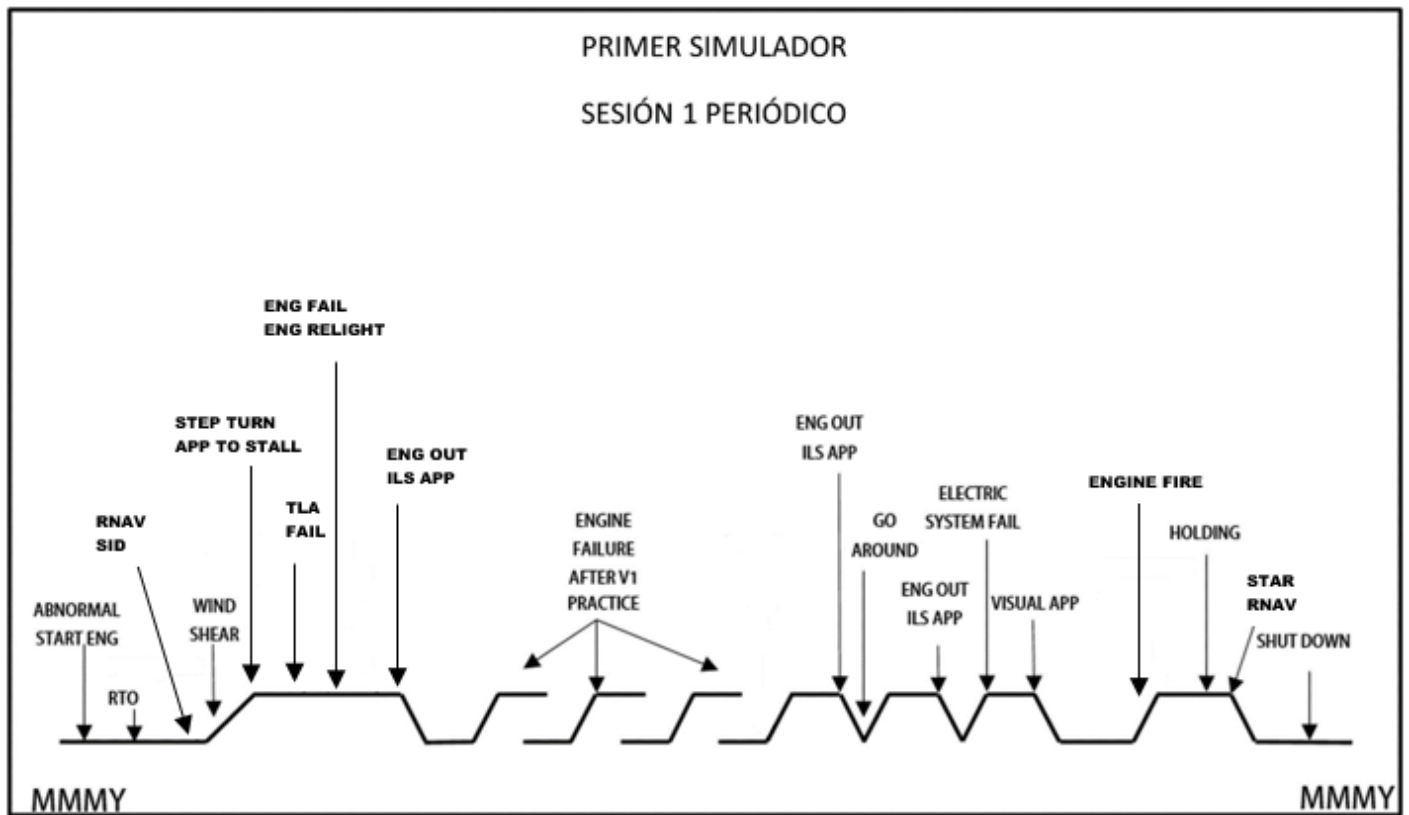 PRIMER SIMULADOR
SESIÓN 1 PERIÓDICO
ENG FAIL
ENG RELIGHT
STEP TURN
APP TO STALL
ENG OUT
ILS APP
TLA
FAIL
RNAV
SID
WIND
SHEAR
ABNORMAL
START ENG
RTO
ENGINE
FAILURE
AFTER V1
PRACTICE
ENG OUT
ILS APP
GO
AROUND
ENG OUT
ILS APP
ELECTRIC
SYSTEM FAIL
VISUAL APP
ENGINE FIRE
HOLDING
STAR
RNAV
SHUT DOWN
MMMY
MMMY